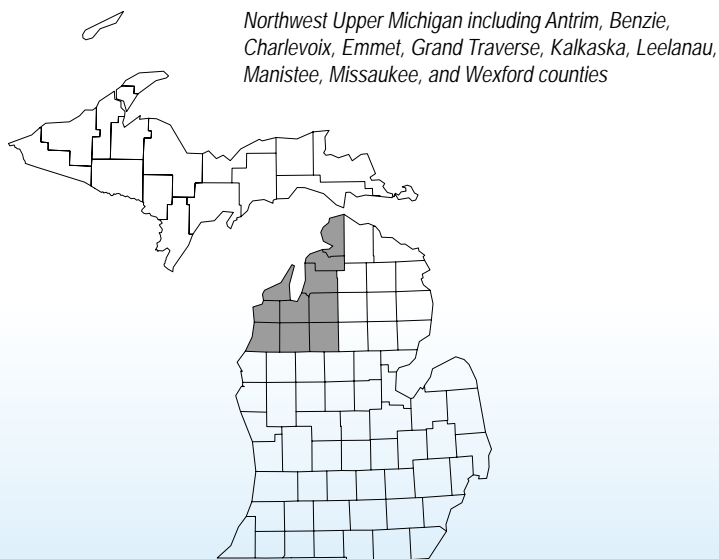 Northwest Upper Michigan including Antrim, Benzie,
Charlevoix, Emmet, Grand Traverse, Kalkaska, Leelanau,
Manistee, Missaukee, and Wexford counties